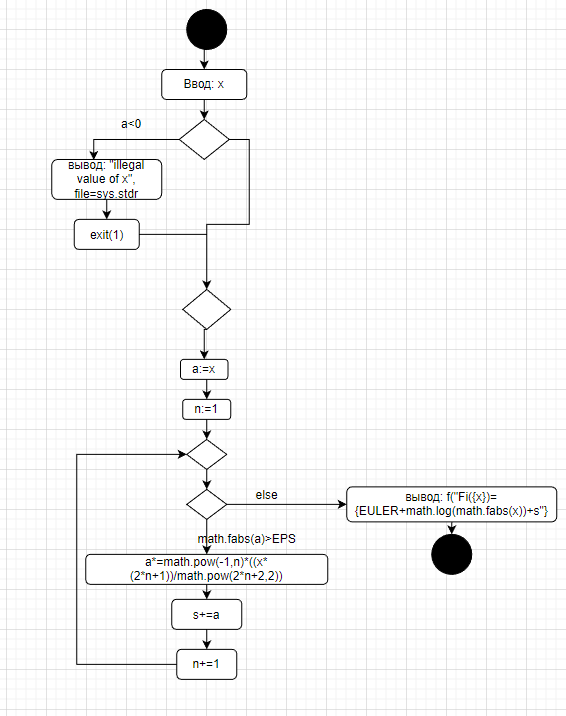 Ввод: x
a<0
вывод: "illegal
value of x",
file=sys.stdr
exit(1)
a:=x
n:=1
else
вывод: f("Fi({x})=
{EULER+math.log(math.fabs(x))+s"}
math.fabs(a)>EPS
a*=math.pow(-1,n)*((x*
(2*n+1))/math.pow(2*n+2,2))
s+=a
n+=1